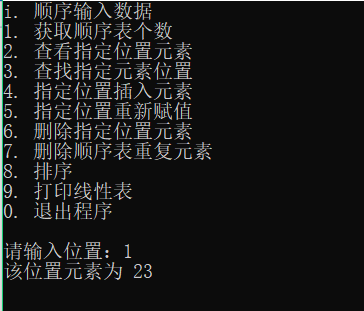 i. 顺序输入数据
1. 获取顺序表个数
2. 查看指定位置元素
3. 查找指定元素位置
4. 指定位置插入元素
5. 指定位置重新赋值
6. 删除指定位置元素
7. 删除顺序表重复元素
8. 排序
9. 打印线性表
0. 退出程序
请输入位置：1
该位置元素为 23